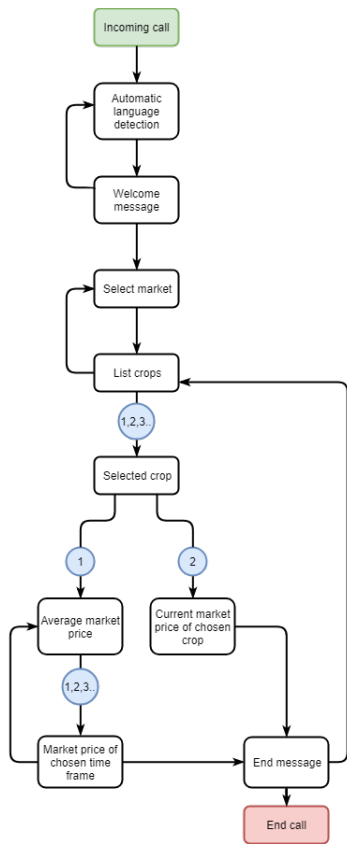 Incoming call
Automatic
language
detection
Welcome
message
Select market
List crops
1,2,3..
Selected crop
1
2
Average market
price
Current market
price of chosen
crop
1,2,3..
Market price of
chosen time
frame
End message
End call